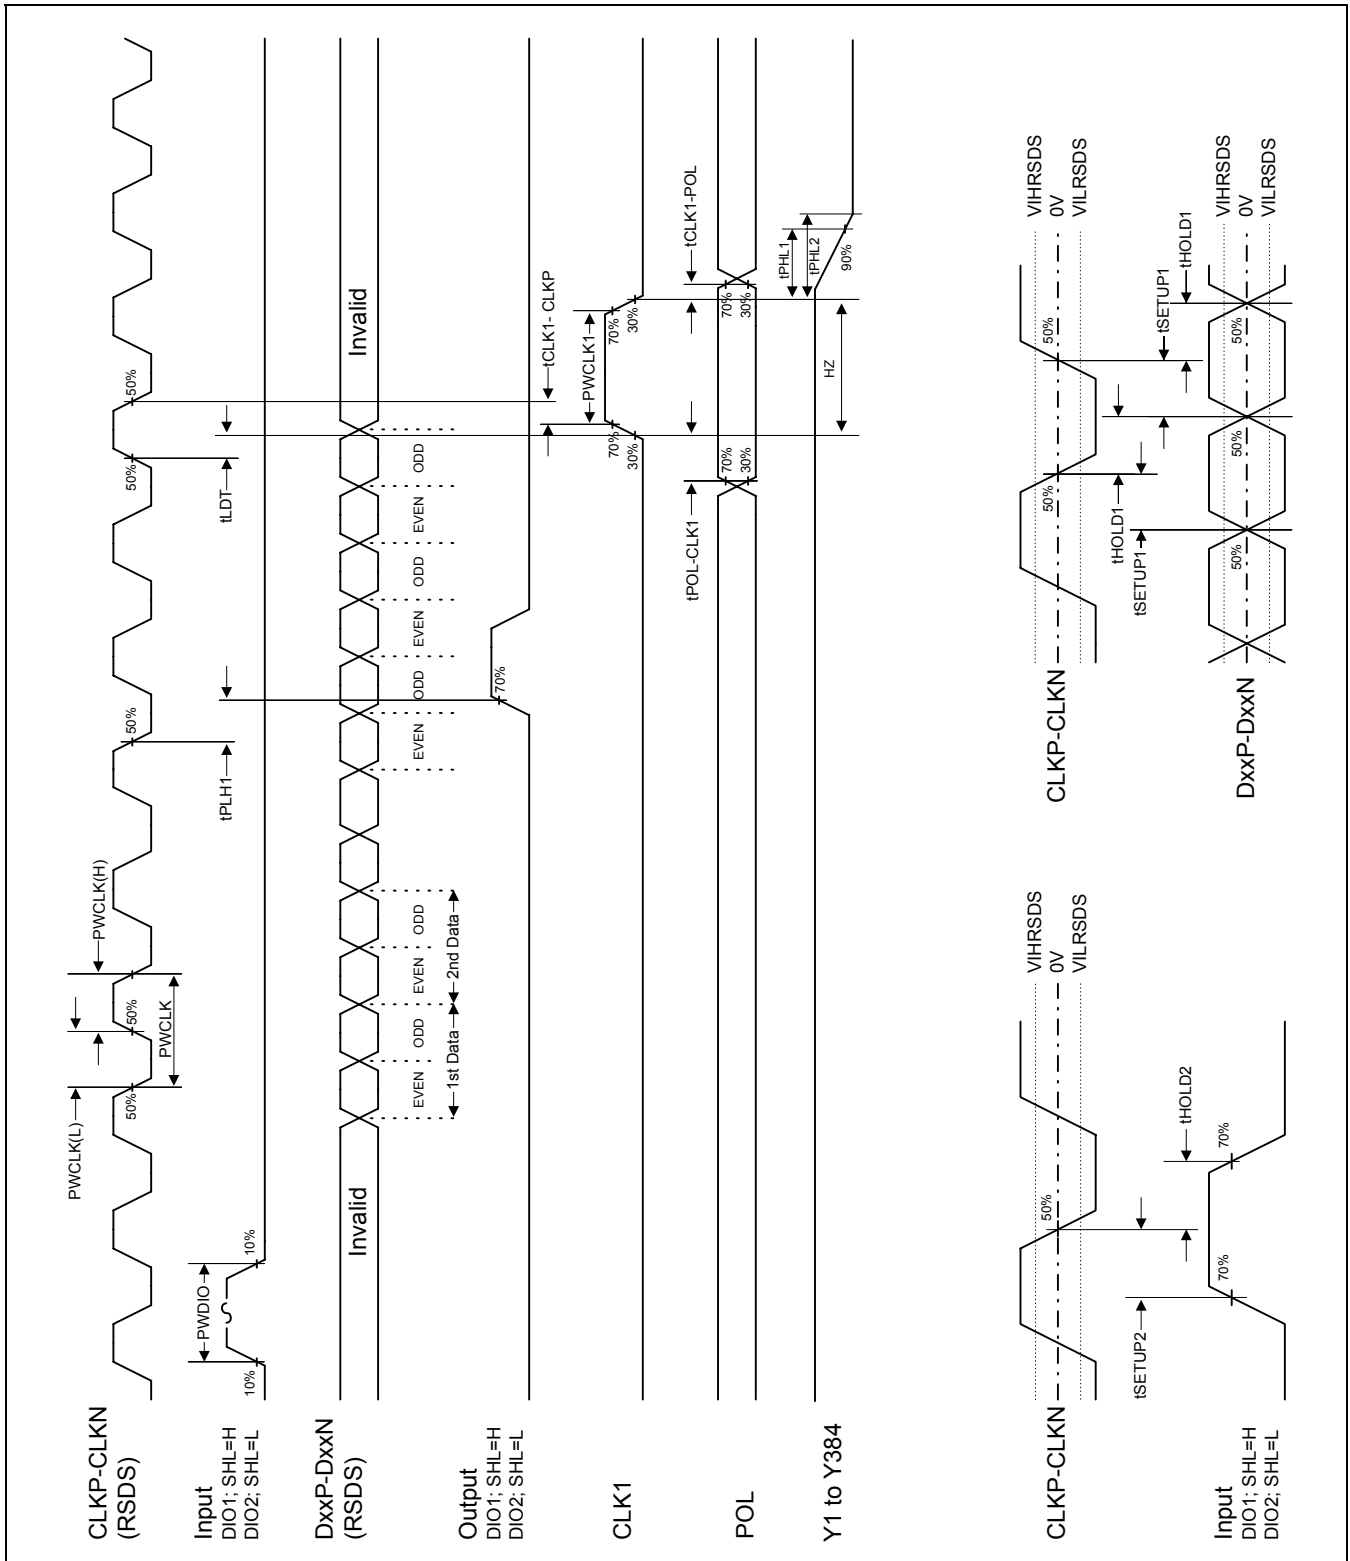 CLKP-CLKN
(RSDS)
PWCLK(L)
50%
50%
PWCLK
PWCLK(H)
50%
50%
50%
Input
DIO1; SHL=H
DIO2; SHL=L
10%
PWDIO
10%
tPLH1
tLDT
DxxP-DxxN
(RSDS)
Invalid
Invalid
EVEN
ODD
EVEN
ODD
EVEN
ODD
EVEN
ODD
EVEN
ODD
1st Data
2nd Data
Output
DIO1; SHL=H
DIO2; SHL=L
70%
tCLK1- CLKP
CLK1
PWCLK1
70%
30%
70%
30%
POL
tPOL-CLK1
tCLK1-POL
70%
30%
70%
30%
Y1 to Y384
HZ
tPHL1
tPHL2
90%
CLKP-CLKN
50%
VIHRSDS
0V
VILRSDS
tSETUP2
tHOLD2
Input
DIO1; SHL=H
DIO2; SHL=L
70%
70%
CLKP-CLKN
50%
50%
VIHRSDS
0V
VILRSDS
tSETUP1
tHOLD1
tSETUP1
tHOLD1
DxxP-DxxN
50%
50%
50%
VIHRSDS
0V
VILRSDS